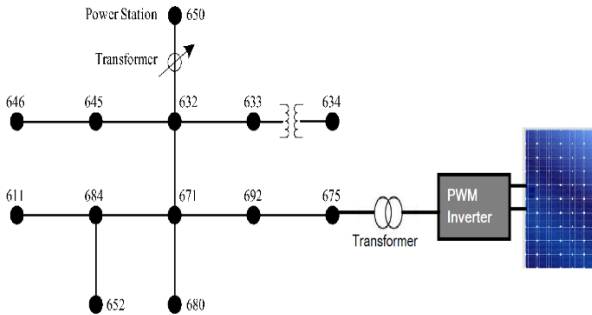 Power Station
650
Transformer
646
645
632
633
634
611
684
671
692
675
PWM
Inverter
Transformer
652
680